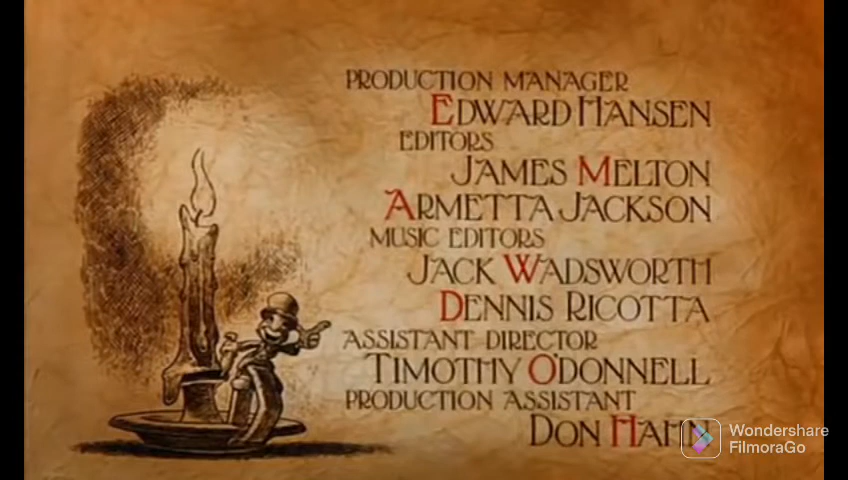 PRODUCTION MANAGER
EDWARD HANSEN
EDITORS
JAMES MELTON
ARMETTA JACKSON
MUSIC EDITORS
JACK WADSWORTH
DENNIS RICOTTA
ASSISTANT DIRECTOR
TIMOTHY O'DONNELL
PRODUCTION ASSISTANT
DON HAHN
Wondershare
FilmoraGo